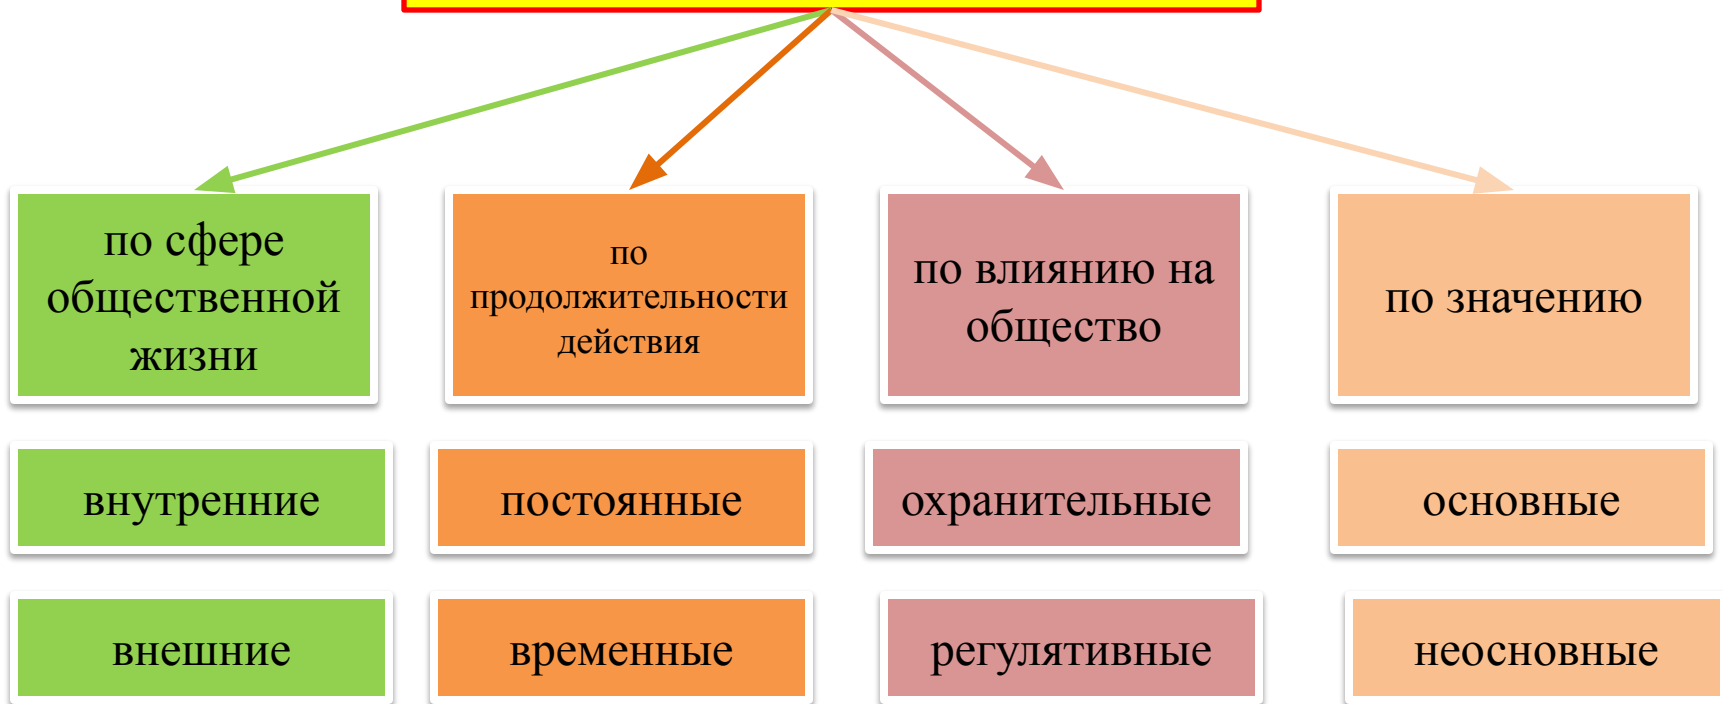 по сфере
общественной
жизни
по
продолжительности
действия
по влиянию на
общество
по значению
внутренние
постоянные
охранительные
основные
внешние
временные
регулятивные
неосновные